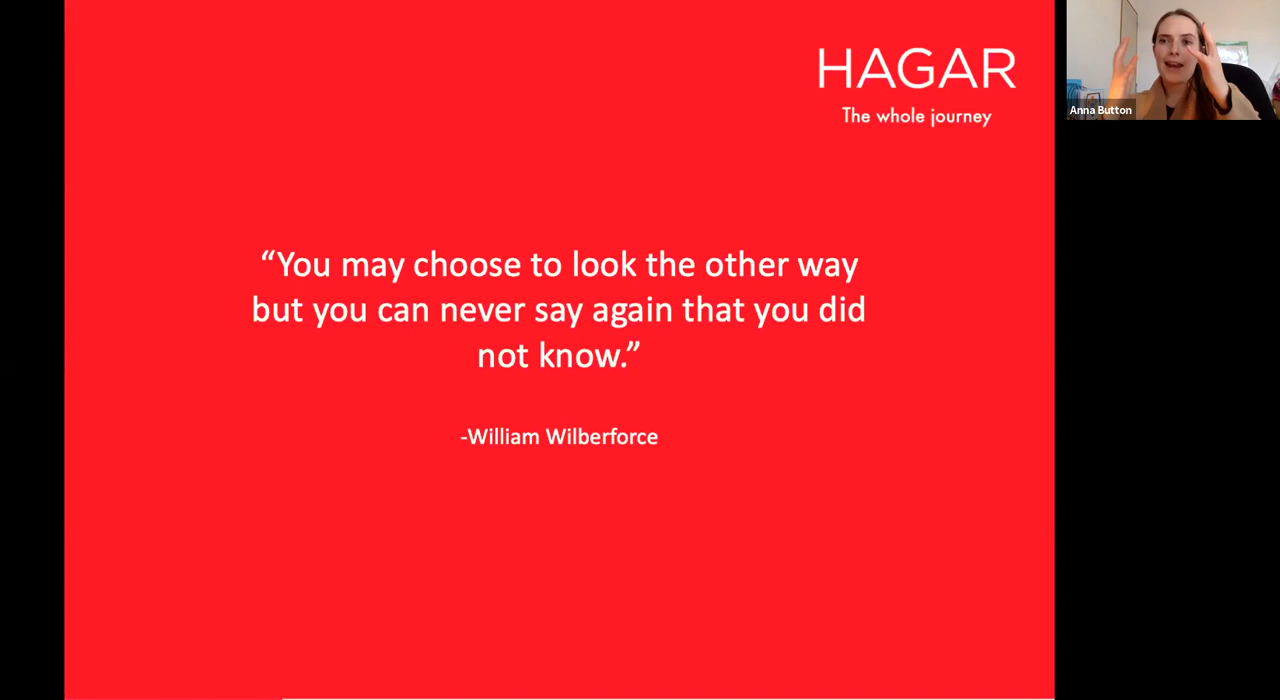 HAGAR
The whole journey
“You may choose to look the other way
but you can never say again that you did
not know.”
-William Wilberforce
Anna Button